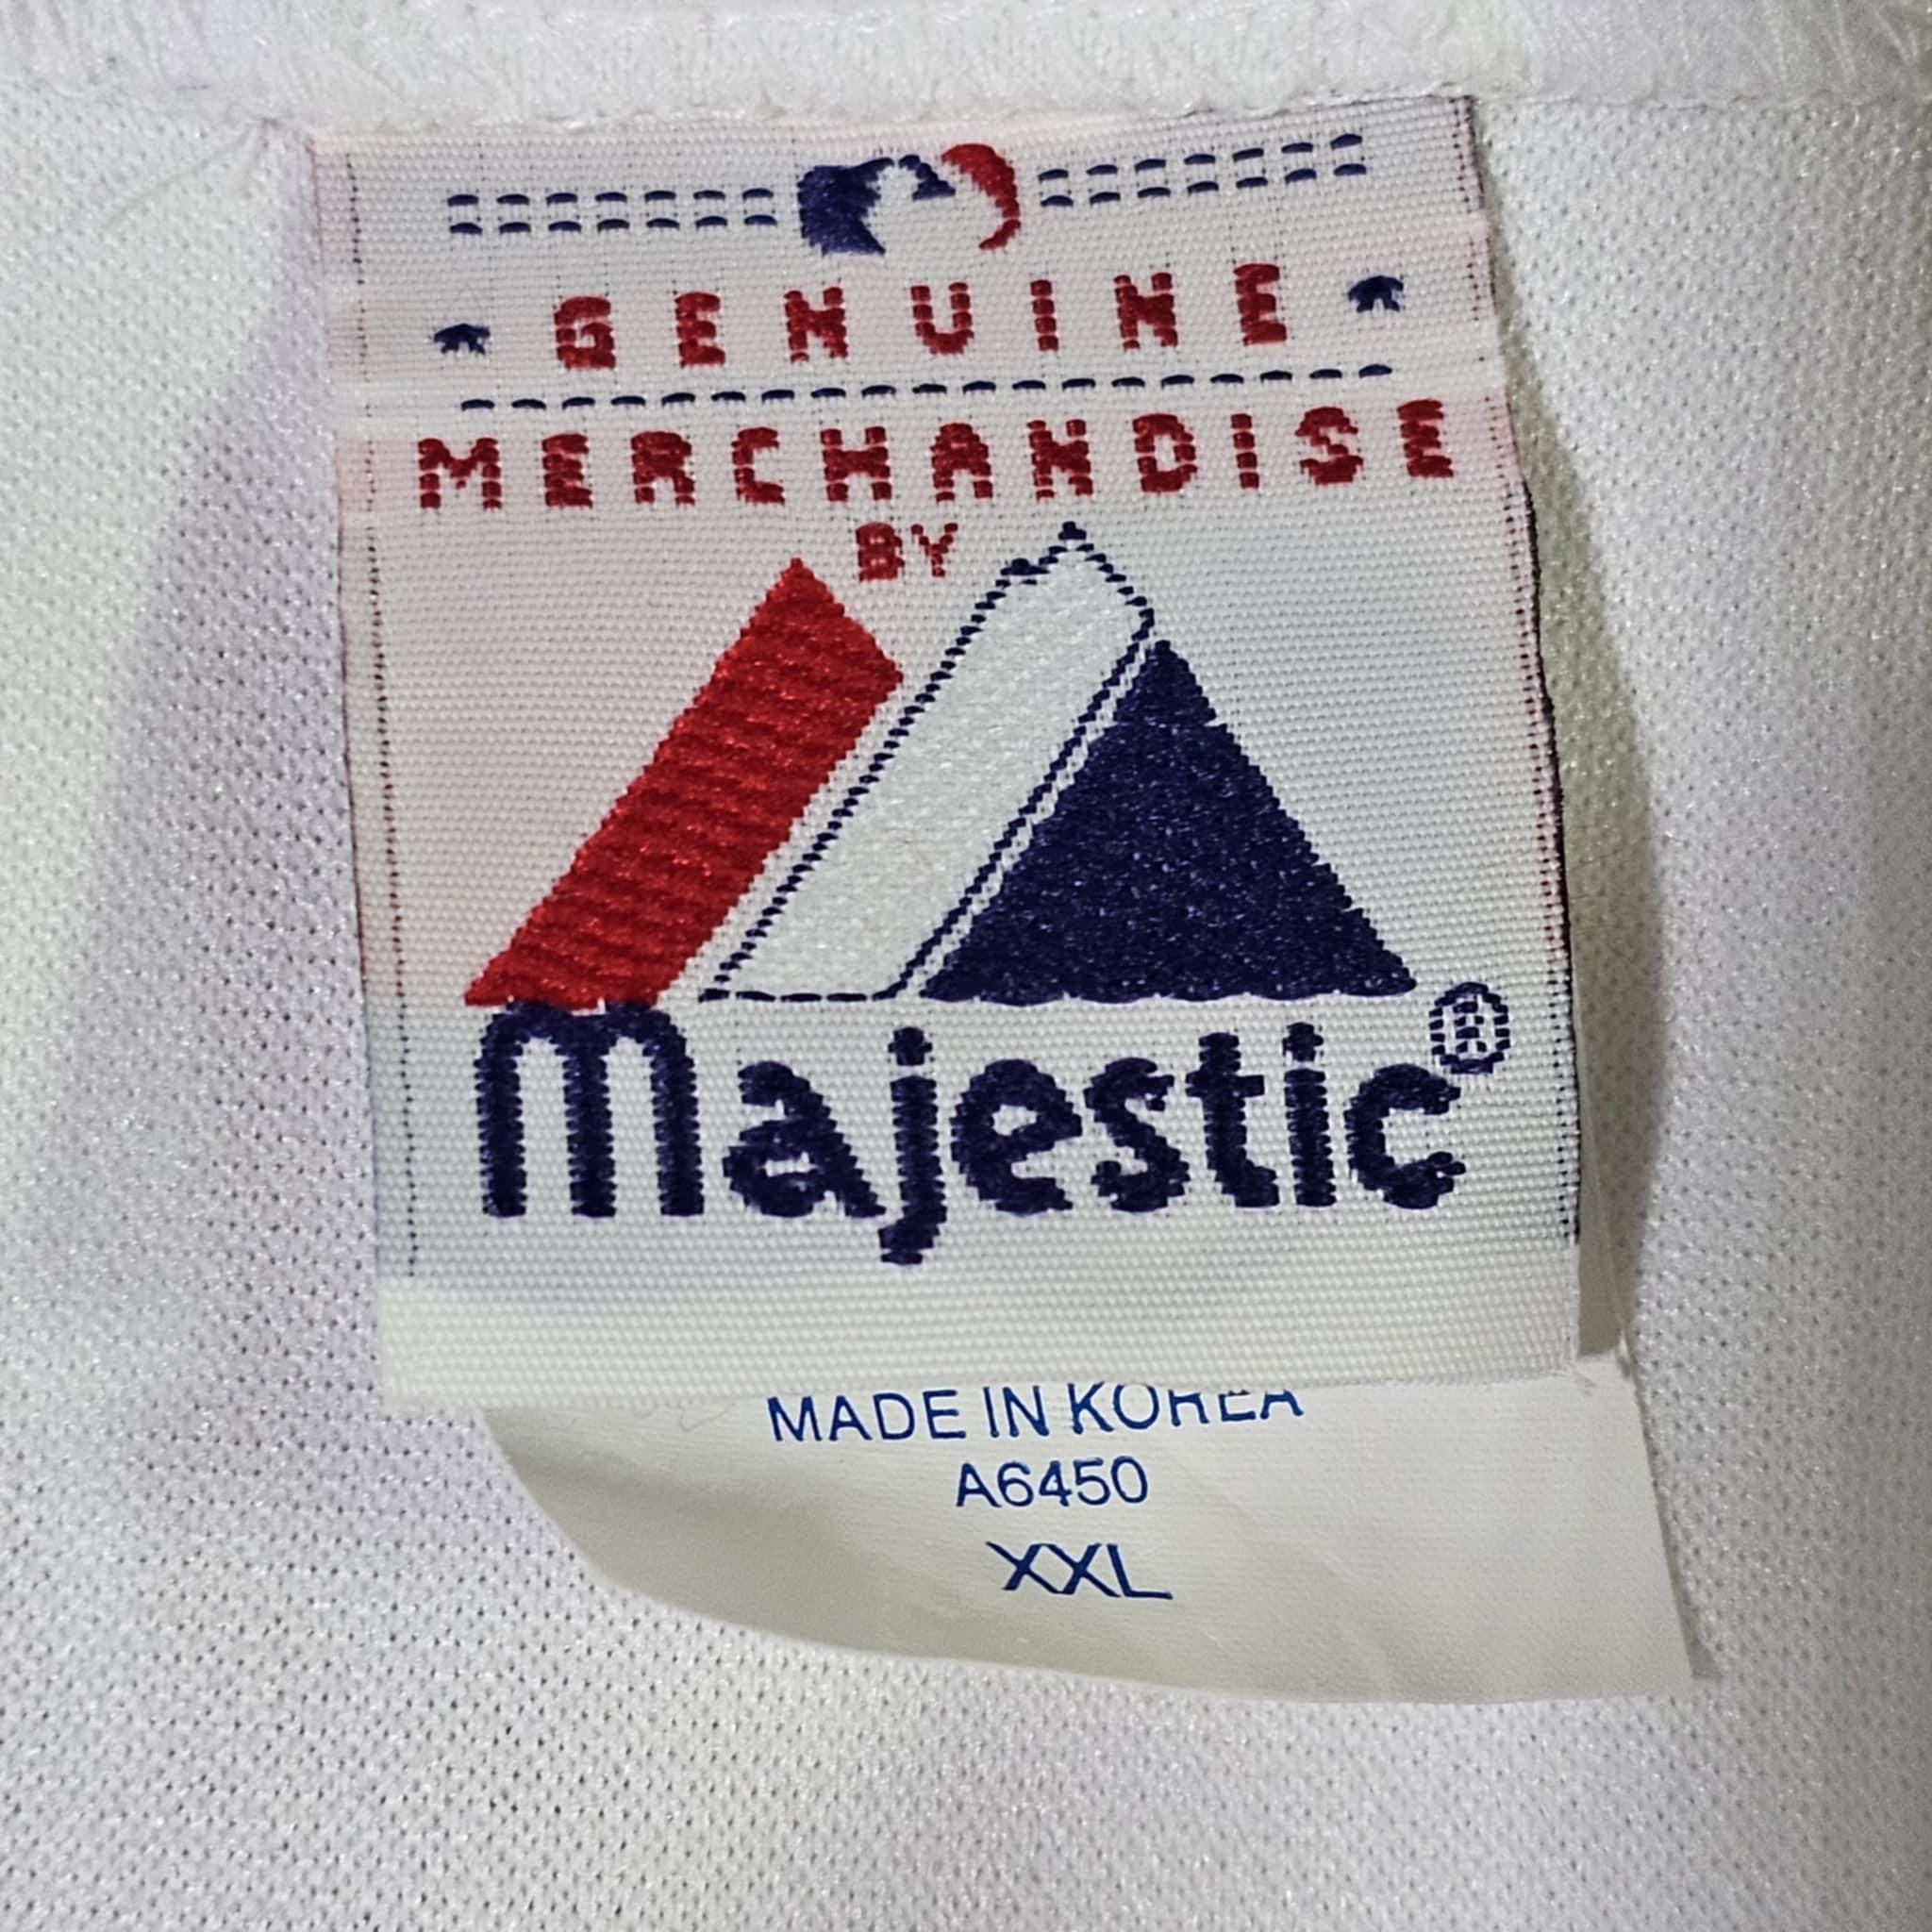 GENUINE
MERCHANDISE
BY
Majestic®
MADE IN KOREA
A6450
XXL